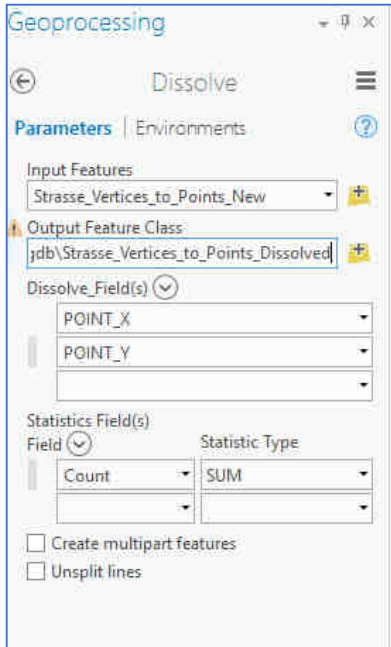 Geoprocessing
Dissolve
Parameters | Environments
Input Features
Strasse_Vertices_to_Points_New
Output Feature Class
gdb\Strasse_Vertices_to_Points_Dissolved
Dissolve_Field(s)
POINT_X
POINT_Y
Statistics Field(s)
Field Statistic Type
Count SUM
Create multipart features
Unsplit lines